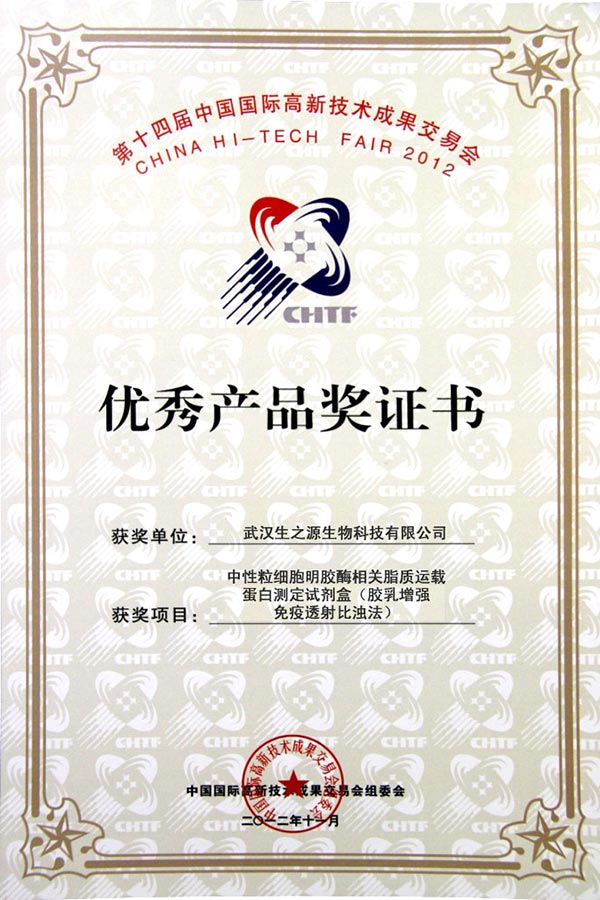 第十四届中国国际高新技术成果交易会
CHINA HI-TECH FAIR 2012
CHTF
优秀产品奖证书
获奖单位： 武汉生之源生物科技有限公司
中性粒细胞明胶酶相关脂质运载
蛋白测定试剂盒（胶乳增强
获奖项目： 免疫透射比浊法）
中国国际高新技术成果交易会组委会
二〇一二年十一月